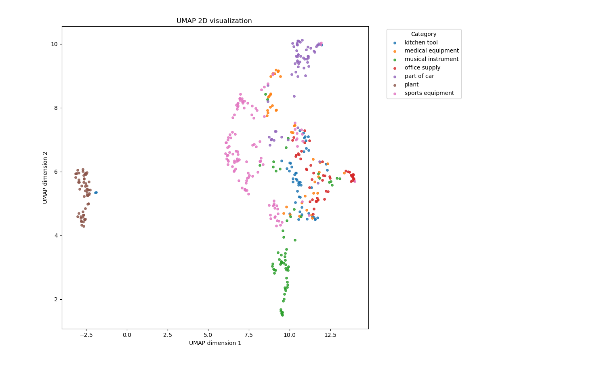 UMAP 2D visualization
Category
kitchen tool
medical equipment
musical instrument
office supply
part of car
plant
sports equipment
10
8
6
4
2
UMAP dimension 2
−2.5
0.0
2.5
5.0
7.5
10.0
12.5
UMAP dimension 1